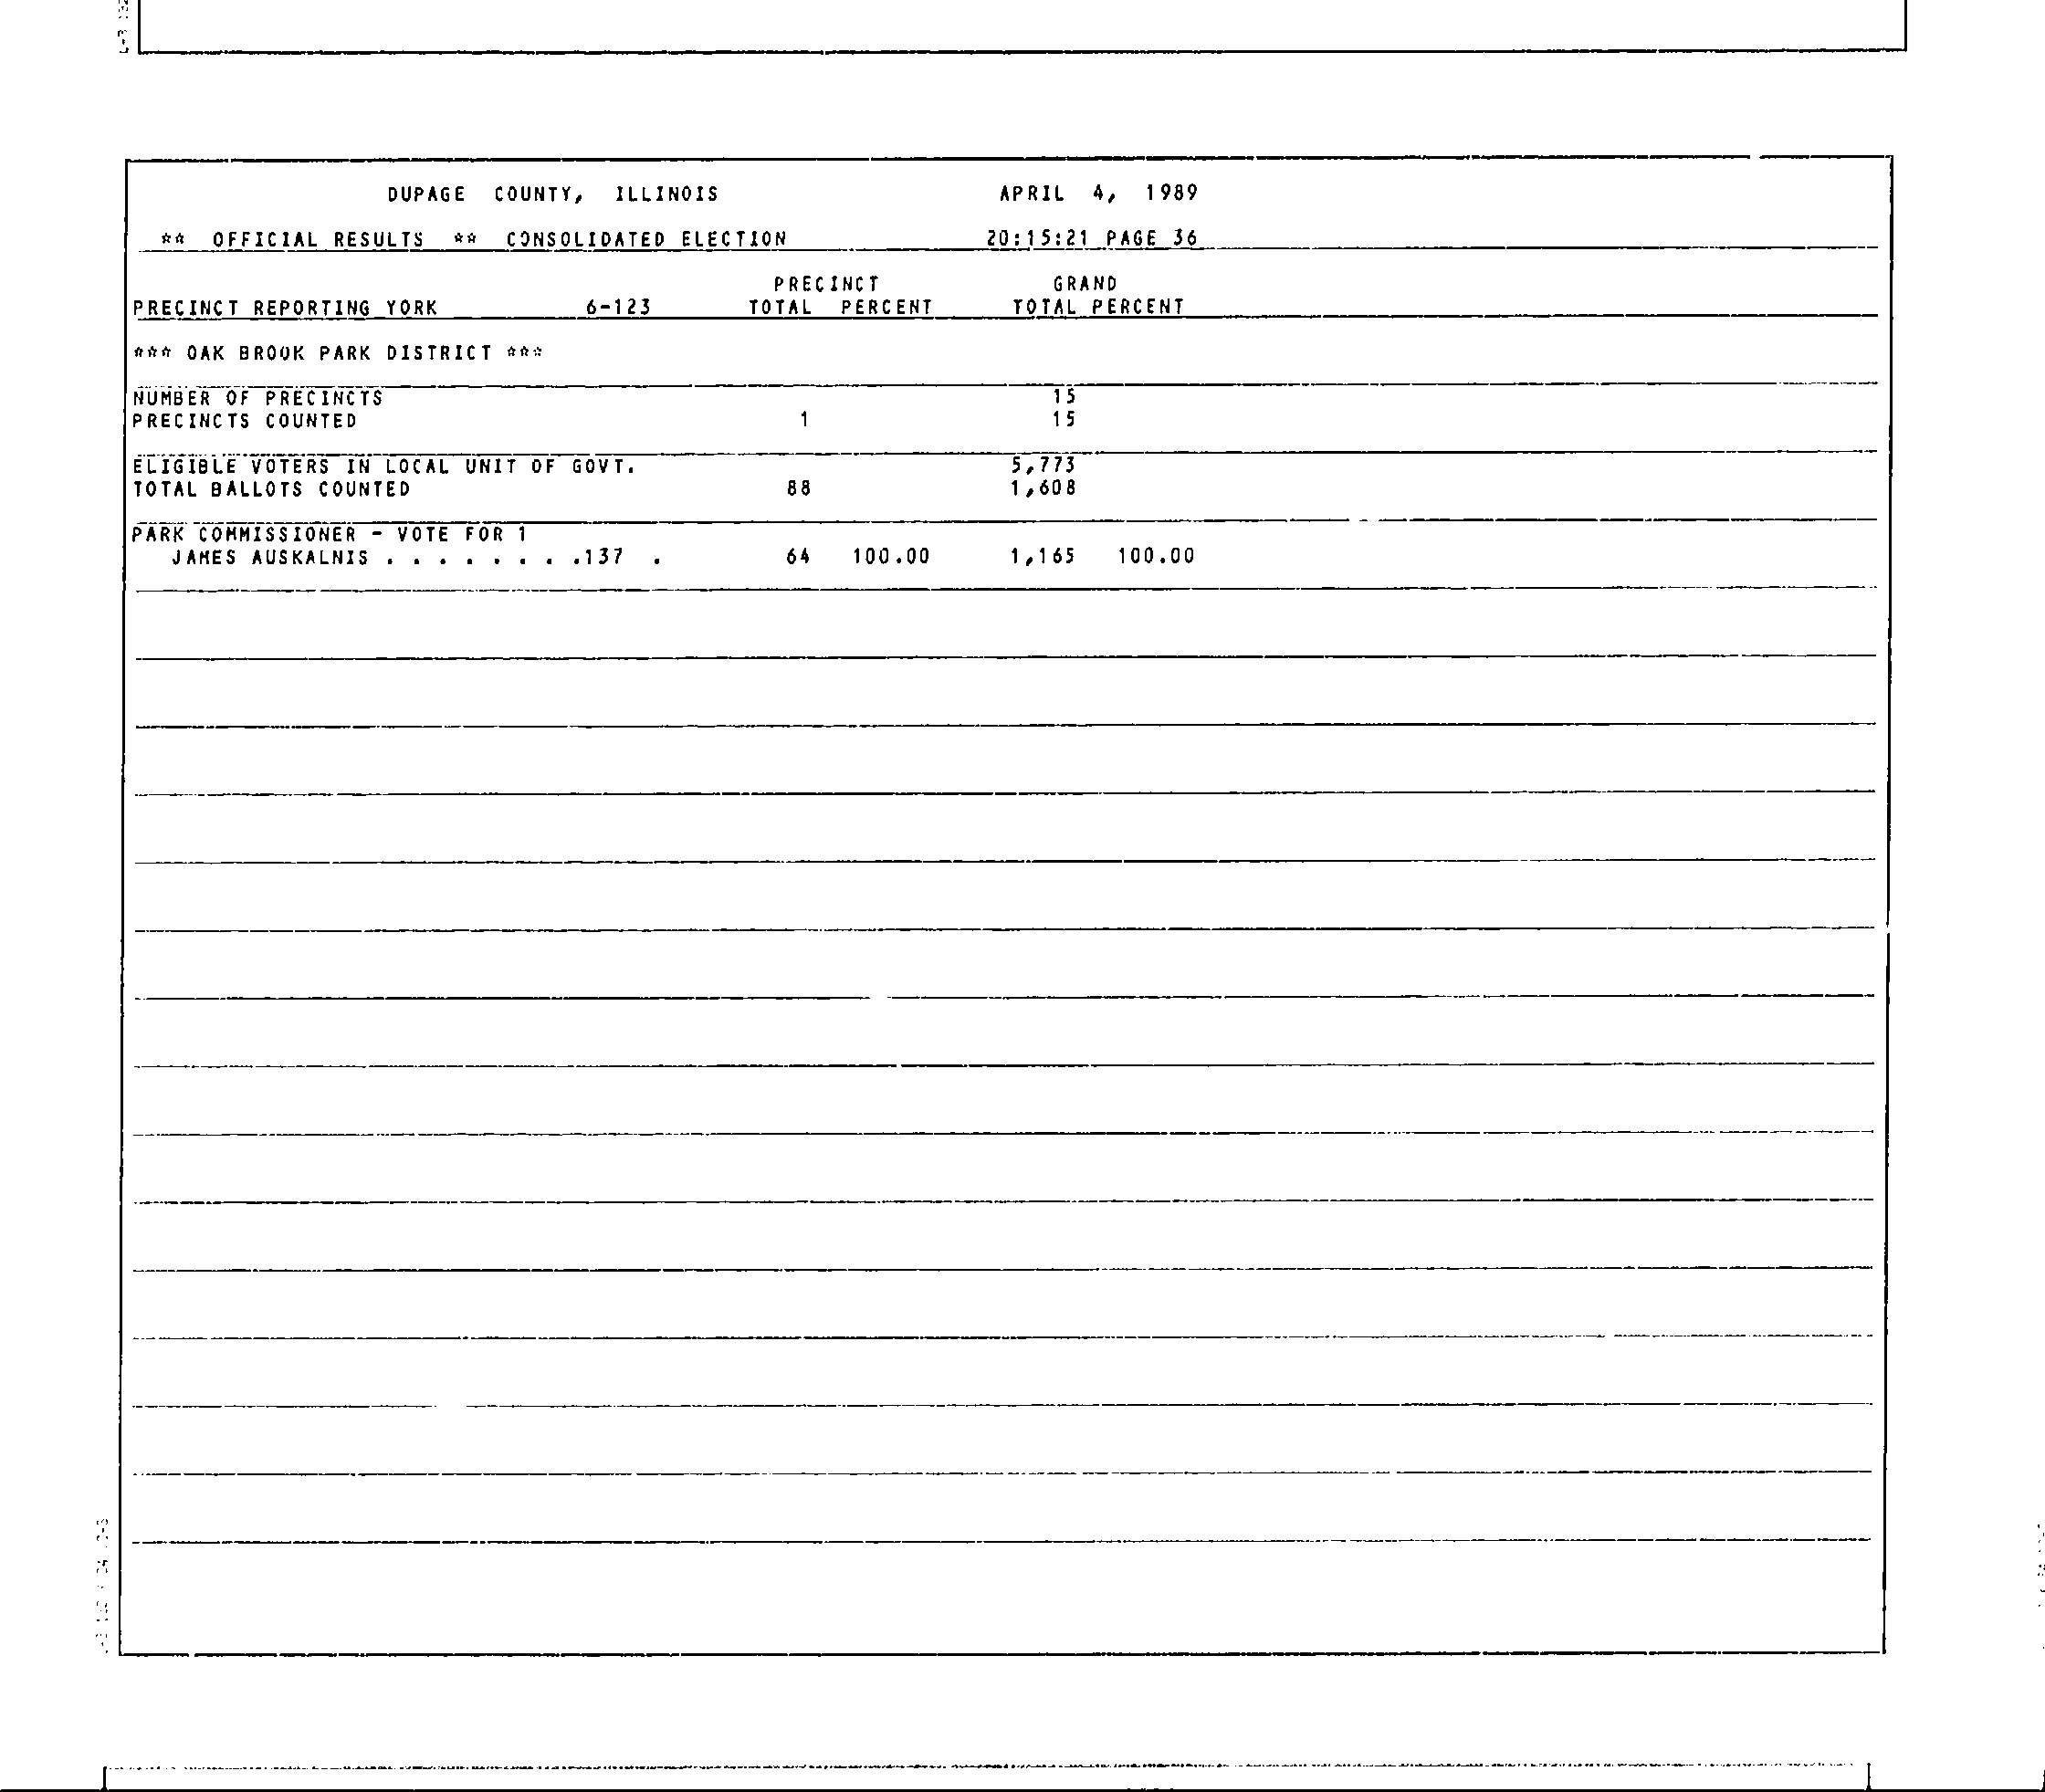 DUPAGE COUNTY, ILLINOIS APRIL 4, 1989
** OFFICIAL RESULTS ** CONSOLIDATED ELECTION 20:15:21 PAGE 36
PRECINCT GRAND
PRECINCT REPORTING YORK 6-123 TOTAL PERCENT TOTAL PERCENT
*** OAK BROOK PARK DISTRICT ***
NUMBER OF PRECINCTS 15
PRECINCTS COUNTED 1 15
ELIGIBLE VOTERS IN LOCAL UNIT OF GOVT. 5,773
TOTAL BALLOTS COUNTED 88 1,608
PARK COMMISSIONER - VOTE FOR 1
JAMES AUSKALNIS . . . . . . . .137 . 64 100.00 1,165 100.00